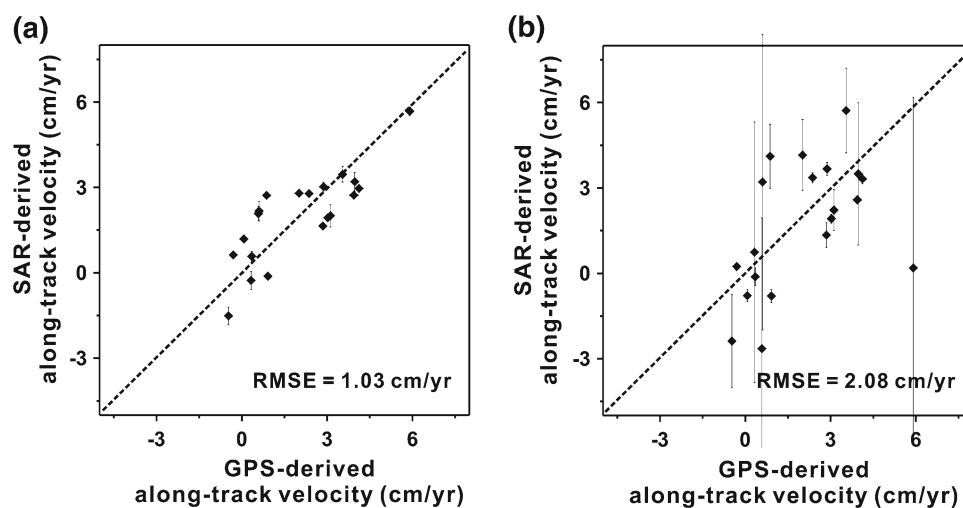 (a)
SAR-derived
along-track velocity (cm/yr)
6
3
0
-3
RMSE = 1.03 cm/yr
-3 0 3 6
GPS-derived
along-track velocity (cm/yr)
(b)
SAR-derived
along-track velocity (cm/yr)
6
3
0
-3
RMSE = 2.08 cm/yr
-3 0 3 6
GPS-derived
along-track velocity (cm/yr)